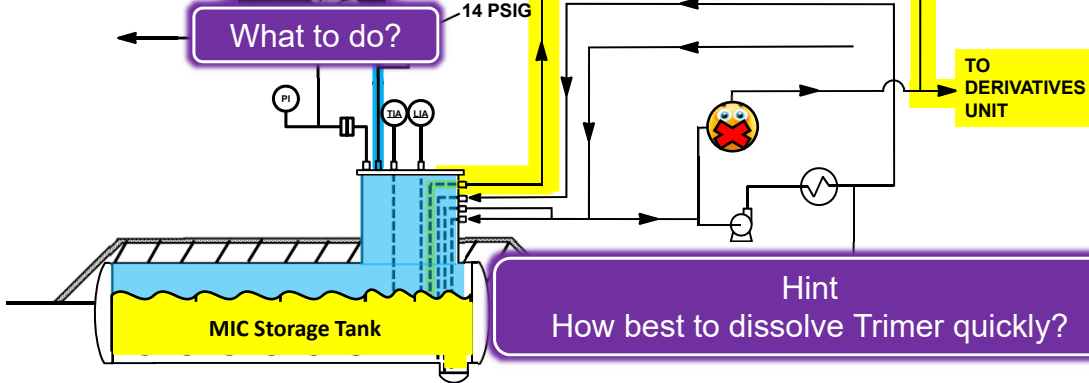 14 PSIG
What to do?
TO
DERIVATIVES
UNIT
PI
TIA
LIA
Hint
How best to dissolve Trimer quickly?
MIC Storage Tank